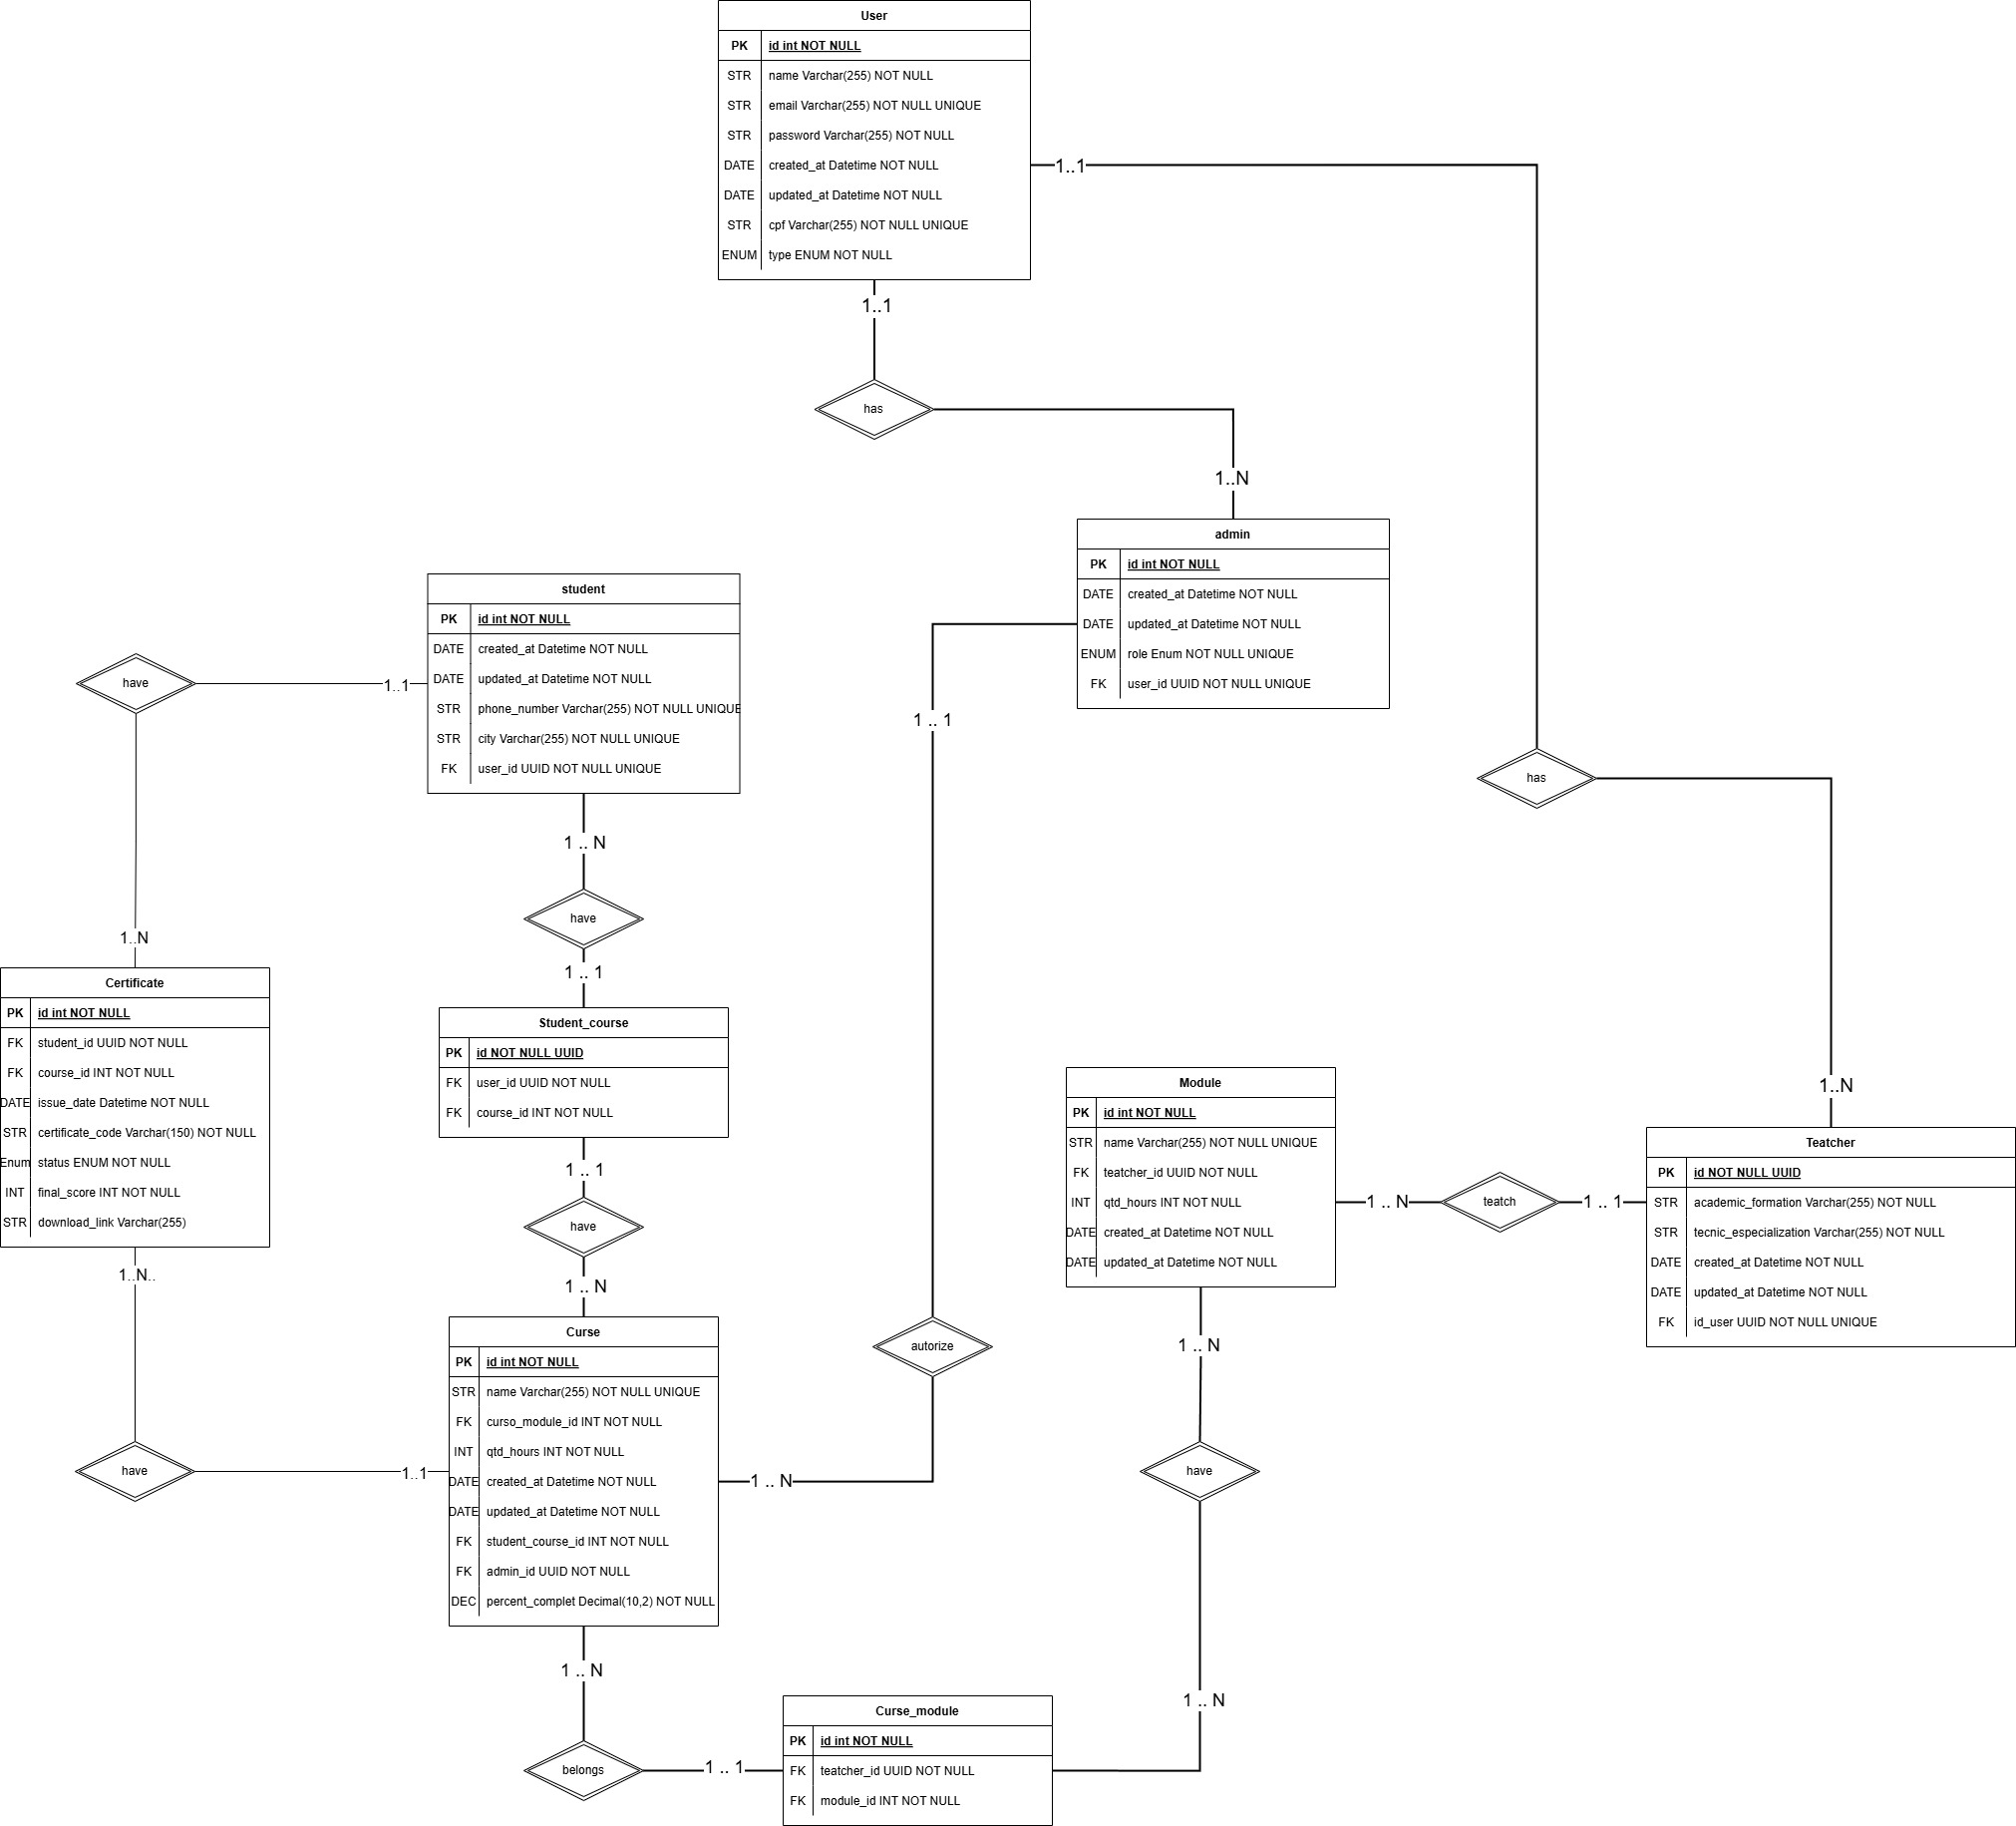 User
PK id int NOT NULL
STR name Varchar(255) NOT NULL
STR email Varchar(255) NOT NULL UNIQUE
STR password Varchar(255) NOT NULL
DATE created_at Datetime NOT NULL
DATE updated_at Datetime NOT NULL
STR cpf Varchar(255) NOT NULL UNIQUE
ENUM type ENUM NOT NULL
1..1
1..1
has
1..N
admin
PK id int NOT NULL
DATE created_at Datetime NOT NULL
DATE updated_at Datetime NOT NULL
ENUM role Enum NOT NULL UNIQUE
FK user_id UUID NOT NULL UNIQUE
student
PK id int NOT NULL
DATE created_at Datetime NOT NULL
DATE updated_at Datetime NOT NULL
STR phone_number Varchar(255) NOT NULL UNIQUE
STR city Varchar(255) NOT NULL UNIQUE
FK user_id UUID NOT NULL UNIQUE
have
1..1
1 .. 1
has
1 .. N
have
1..N
1 .. 1
Certificate
PK id int NOT NULL
FK student_id UUID NOT NULL
FK course_id INT NOT NULL
DATE issue_date Datetime NOT NULL
STR certificate_code Varchar(150) NOT NULL
Enum status ENUM NOT NULL
INT final_score INT NOT NULL
STR download_link Varchar(255)
Student_course
PK id NOT NULL UUID
FK user_id UUID NOT NULL
FK course_id INT NOT NULL
1..N
Module
PK id int NOT NULL
STR name Varchar(255) NOT NULL UNIQUE
FK teatcher_id UUID NOT NULL
INT qtd_hours INT NOT NULL
DATE created_at Datetime NOT NULL
DATE updated_at Datetime NOT NULL
1 .. N
teatch
1 .. 1
Teatcher
PK id NOT NULL UUID
STR academic_formation Varchar(255) NOT NULL
STR tecnic_especialization Varchar(255) NOT NULL
DATE created_at Datetime NOT NULL
DATE updated_at Datetime NOT NULL
FK id_user UUID NOT NULL UNIQUE
1 .. 1
have
1 .. N
1..N..
autorize
1 .. N
Curse
PK id int NOT NULL
STR name Varchar(255) NOT NULL UNIQUE
FK curso_module_id INT NOT NULL
INT qtd_hours INT NOT NULL
DATE created_at Datetime NOT NULL
DATE updated_at Datetime NOT NULL
FK student_course_id INT NOT NULL
FK admin_id UUID NOT NULL
DEC percent_complet Decimal(10,2) NOT NULL
have
1..1
1 .. N
have
1 .. N
1 .. N
belongs
1 .. 1
Curse_module
PK id int NOT NULL
FK teatcher_id UUID NOT NULL
FK module_id INT NOT NULL